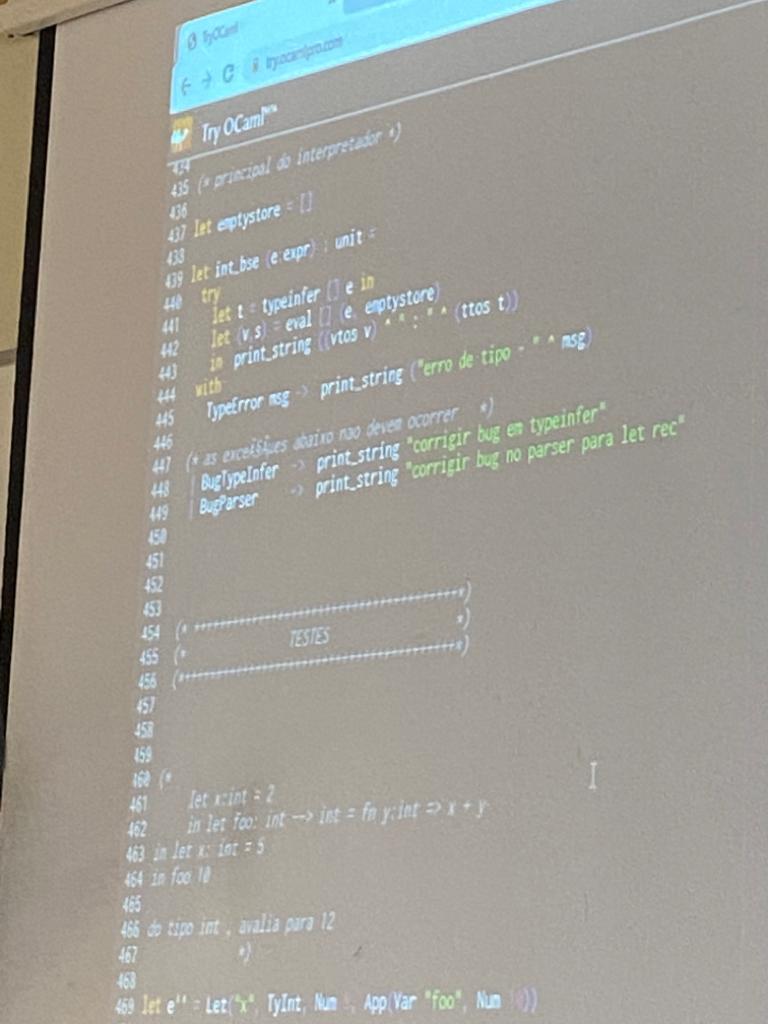 TryOCaml
try.ocamlpro.com
Try OCaml
434
435 (* principal do interpretador *)
436
437 let emptystore = []
438
439 let int_bse (e:expr) : unit =
440 try
441 let t = typeinfer [] e in
442 let (v,s) = eval [] (e, emptystore)
443 in print_string ((vtos v) ^ " : " ^ (ttos t))
444 with
445 TypeError msg -> print_string ("erro de tipo - " ^ msg)
446
447 (* as abaixo nao devem ocorrer *)
448 | BugTypeInfer -> print_string "corrigir bug em typeinfer"
449 | BugParser -> print_string "corrigir bug no parser para let rec"
450
451
452
453
454 (* ***********************************)
455 (* TESTES *)
456 (************************************)
457
458
459
460 (*
461 let x:int = 2
462 in let foo: int --> int = fn y:int => x + y
463 in let x: int = 5
464 in foo 10
465
466 do tipo int , avalia para 12
467 *)
468
469 let e'' = Let("x", TyInt, Num , App(Var "foo", Num 10))